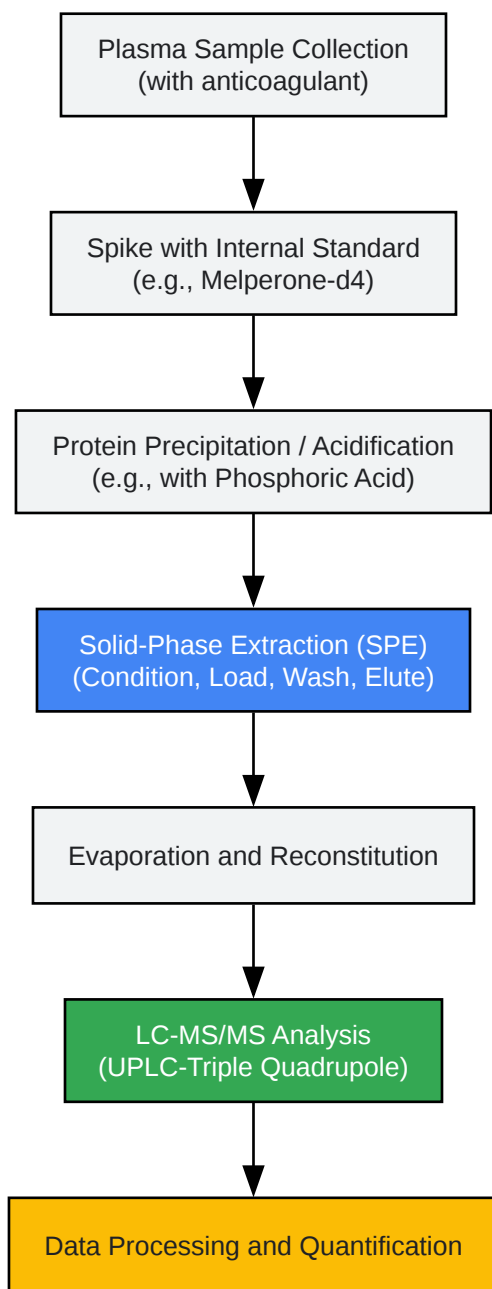 Plasma Sample Collection
(with anticoagulant)
Spike with Internal Standard
(e.g., Melperone-d4)
Protein Precipitation / Acidification
(e.g., with Phosphoric Acid)
Solid-Phase Extraction (SPE)
(Condition, Load, Wash, Elute)
Evaporation and Reconstitution
LC-MS/MS Analysis
(UPLC-Triple Quadrupole)
Data Processing and Quantification